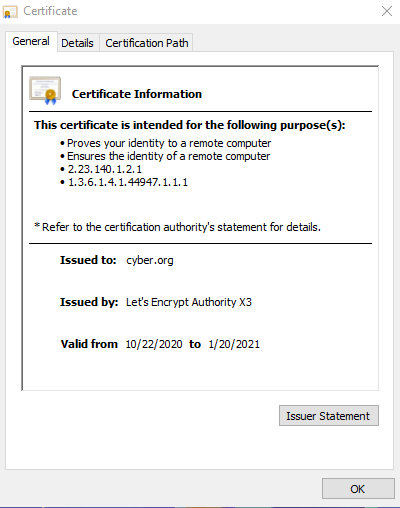 Certificate
General Details Certification Path
Certificate Information
This certificate is intended for the following purpose(s):
• Proves your identity to a remote computer
• Ensures the identity of a remote computer
• 2.23.140.1.2.1
• 1.3.6.1.4.1.44947.1.1.1
* Refer to the certification authority's statement for details.
Issued to: cyber.org
Issued by: Let's Encrypt Authority X3
Valid from 10/22/2020 to 1/20/2021
Issuer Statement
OK